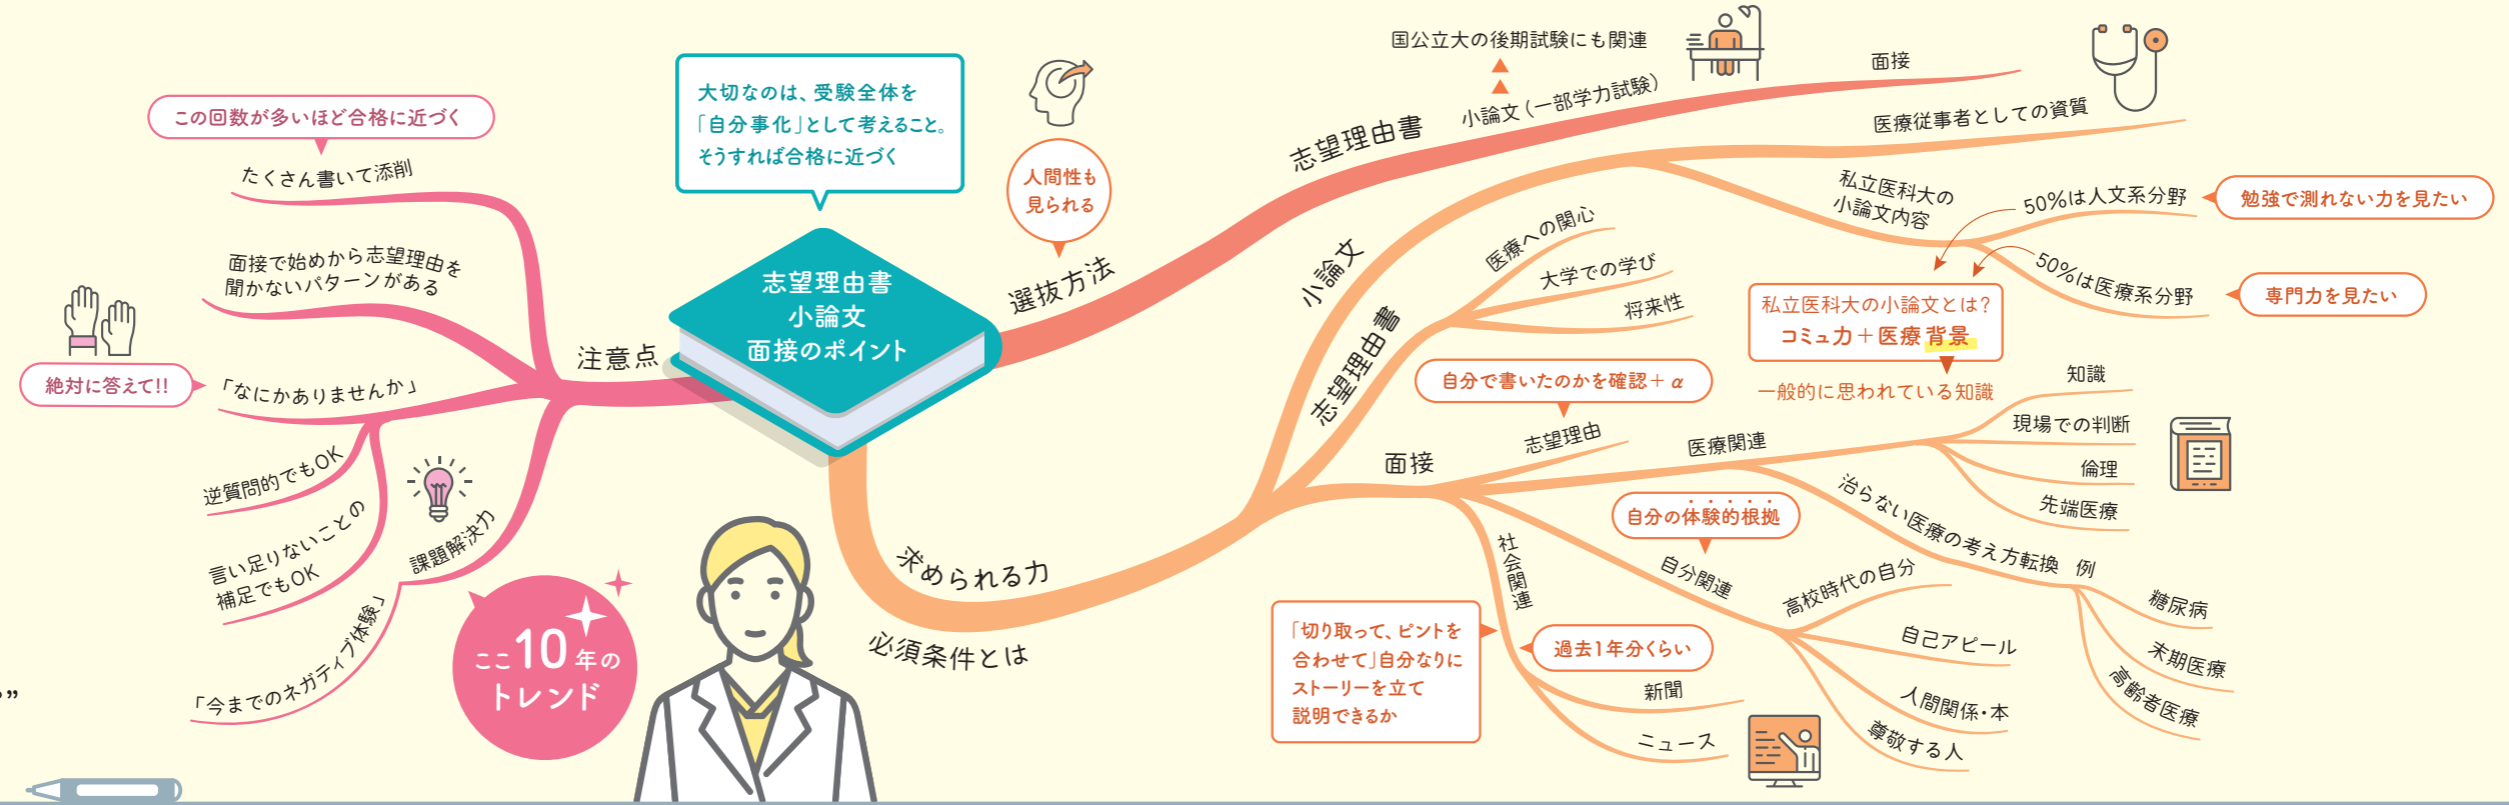 志望理由書
小論文
面接のポイント
大切なのは、受験全体を
「自分事化」として考えること。
そうすれば合格に近づく
選抜方法
人間性も
見られる
志望理由書
小論文（一部学力試験）
国公立大の後期試験にも関連
面接
求められる力
必須条件とは
小論文
医療従事者としての資質
私立医科大の
小論文内容
50%は人文系分野
勉強で測れない力を見たい
50%は医療系分野
専門力を見たい
私立医科大の小論文とは？
コミュ力＋医療背景
一般的に思われている知識
志望理由書
医療への関心
大学での学び
将来性
面接
自分で書いたのかを確認＋α
志望理由
医療関連
知識
現場での判断
倫理
先端医療
治らない医療の考え方転換　例
糖尿病
末期医療
高齢者医療
自分の体験的根拠
自分関連
高校時代の自分
自己アピール
人間関係・本
尊敬する人
社会関連
「切り取って、ピントを
合わせて」自分なりに
ストーリーを立て
説明できるか
過去1年分くらい
新聞
ニュース
注意点
この回数が多いほど合格に近づく
たくさん書いて添削
面接で始めから志望理由を
聞かないパターンがある
絶対に答えて!!
「なにかありませんか」
逆質問的でもOK
言い足りないことの
補足でもOK
課題解決力
「今までのネガティブ体験」
ここ10年の
トレンド